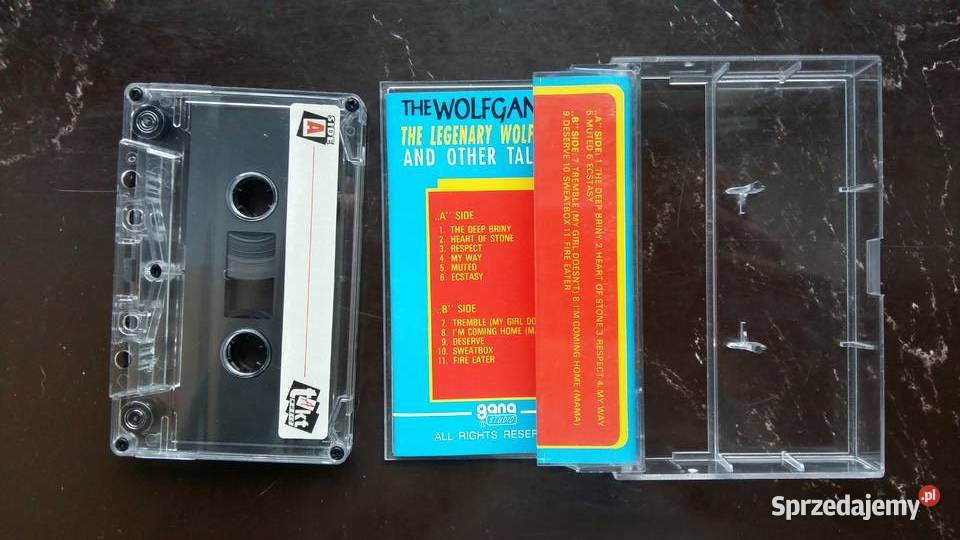 SIDE
A
takt
THE WOLFGAN
THE LEGENARY WOLF
AND OTHER TAL
,,A'' SIDE
1. THE DEEP BRINY
2. HEART OF STONE
3. RESPECT
4. MY WAY
5. MUTED
6. ECSTASY
,,B'' SIDE
7. TREMBLE (MY GIRL DO
8. I'M COMING HOME (MA
9. DESERVE
10. SWEATBOX
11. FIRE EATER
gana
STUDIO
ALL RIGHTS RESER
,,A'' SIDE: 1. THE DEEP BRINY 2. HEART OF STONE 3. RESPECT 4. MY WAY
5. MUTED 6. ECSTASY
,,B'' SIDE: 7. TREMBLE (MY GIRL DOESN'T) 8. I'M COMING HOME (MAMA)
9. DESERVE 10. SWEATBOX 11. FIRE EATER
Sprzedajemy.pl